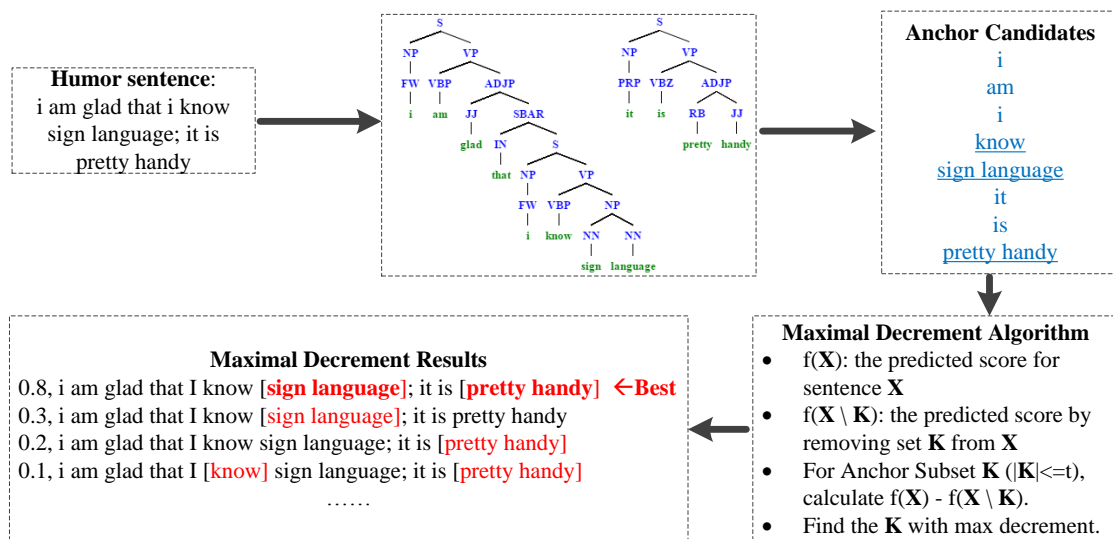 Humor sentence:
i am glad that i know
sign language; it is
pretty handy
S
NP VP
FW VBP ADJP
i am JJ SBAR
glad IN S
that NP VP
FW VBP NP
i know NN NN
sign language
S
NP VP
PRP VBZ ADJP
it is RB JJ
pretty handy
Anchor Candidates
i
am
i
know
sign language
it
is
pretty handy
Maximal Decrement Algorithm
• f(X): the predicted score for
sentence X
• f(X \ K): the predicted score by
removing set K from X
• For Anchor Subset K (|K|<=t),
calculate f(X) - f(X \ K).
• Find the K with max decrement.
Maximal Decrement Results
0.8, i am glad that I know [sign language]; it is [pretty handy] ←Best
0.3, i am glad that I know [sign language]; it is pretty handy
0.2, i am glad that I know sign language; it is [pretty handy]
0.1, i am glad that I [know] sign language; it is [pretty handy]
……